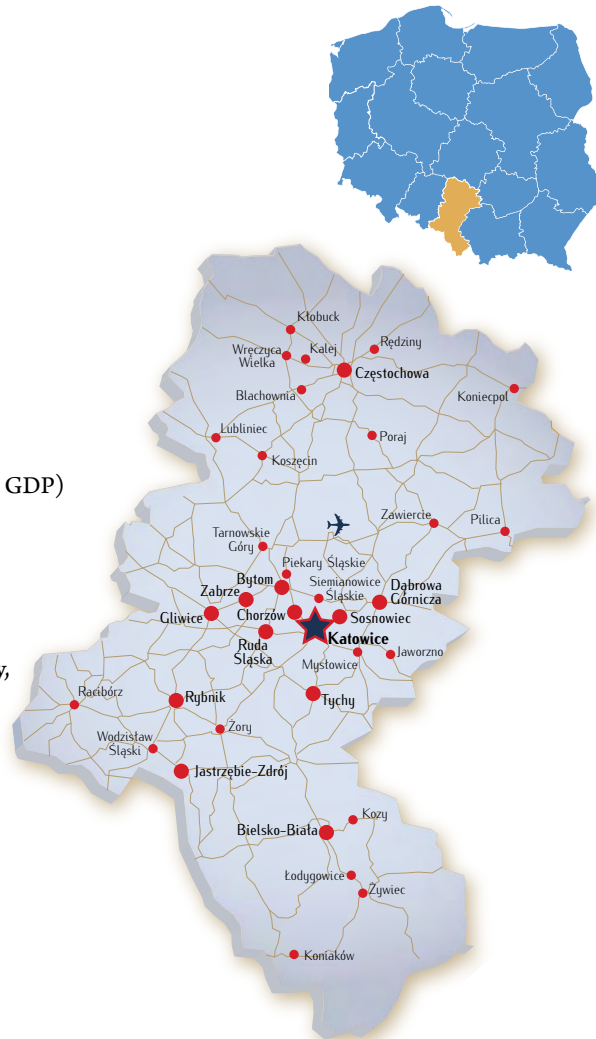 Kłobuck
Rędziny
Wręczyca
Wielka
Kalej
Częstochowa
Blachownia
Koniecpol
Lubliniec
Poraj
Koszęcin
GDP)
Zawiercie
Pilica
Tarnowskie
Góry
Piekary Śląskie
Bytom
Siemianowice
Śląskie
Dąbrowa
Górnicza
Zabrze
Gliwice
Chorzów
Sosnowiec
Katowice
Ruda
Śląska
Mysłowice
Jaworzno
Racibórz
Rybnik
Tychy
Żory
Wodzisław
Śląski
Jastrzębie-Zdrój
Kozy
Bielsko-Biała
Łodygowice
Żywiec
Koniaków